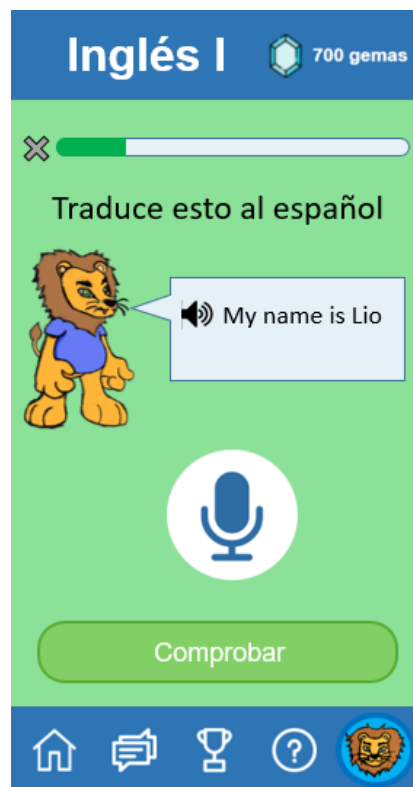 Inglés I
700 gemas
Traduce esto al español
My name is Lio
Comprobar